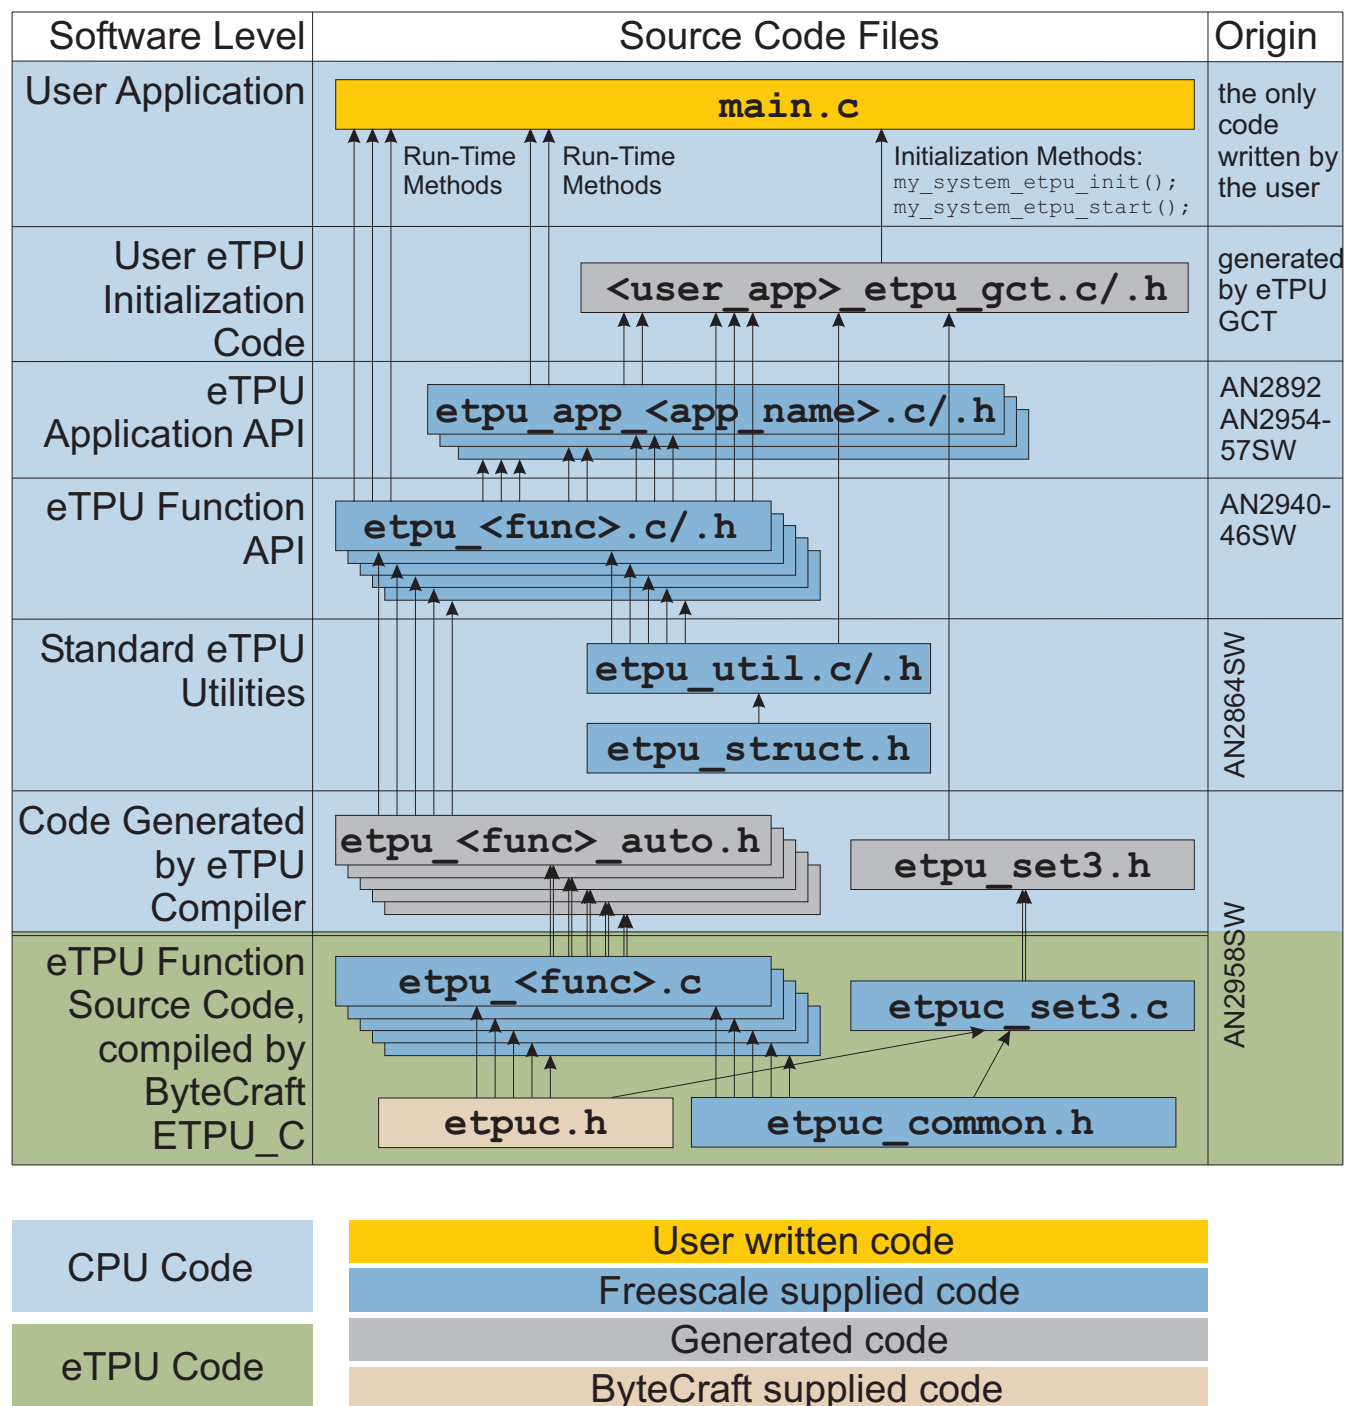 Software Level
Source Code Files
Origin
User Application
main.c
the only
code
written by
the user
Run-Time
Methods
Run-Time
Methods
Initialization Methods:
my_system_etpu_init();
my_system_etpu_start();
User eTPU
Initialization
Code
<user_app>_etpu_gct.c/.h
generated
by eTPU
GCT
eTPU
Application API
etpu_app_<app_name>.c/.h
AN2892
AN2954-
57SW
eTPU Function
API
etpu_<func>.c/.h
AN2940-
46SW
Standard eTPU
Utilities
etpu_util.c/.h
etpu_struct.h
AN2864SW
Code Generated
by eTPU
Compiler
etpu_<func>_auto.h
etpu_set3.h
AN2958SW
eTPU Function
Source Code,
compiled by
ByteCraft
ETPU_C
etpu_<func>.c
etpuc_set3.c
etpuc.h
etpuc_common.h
CPU Code
eTPU Code
User written code
Freescale supplied code
Generated code
ByteCraft supplied code